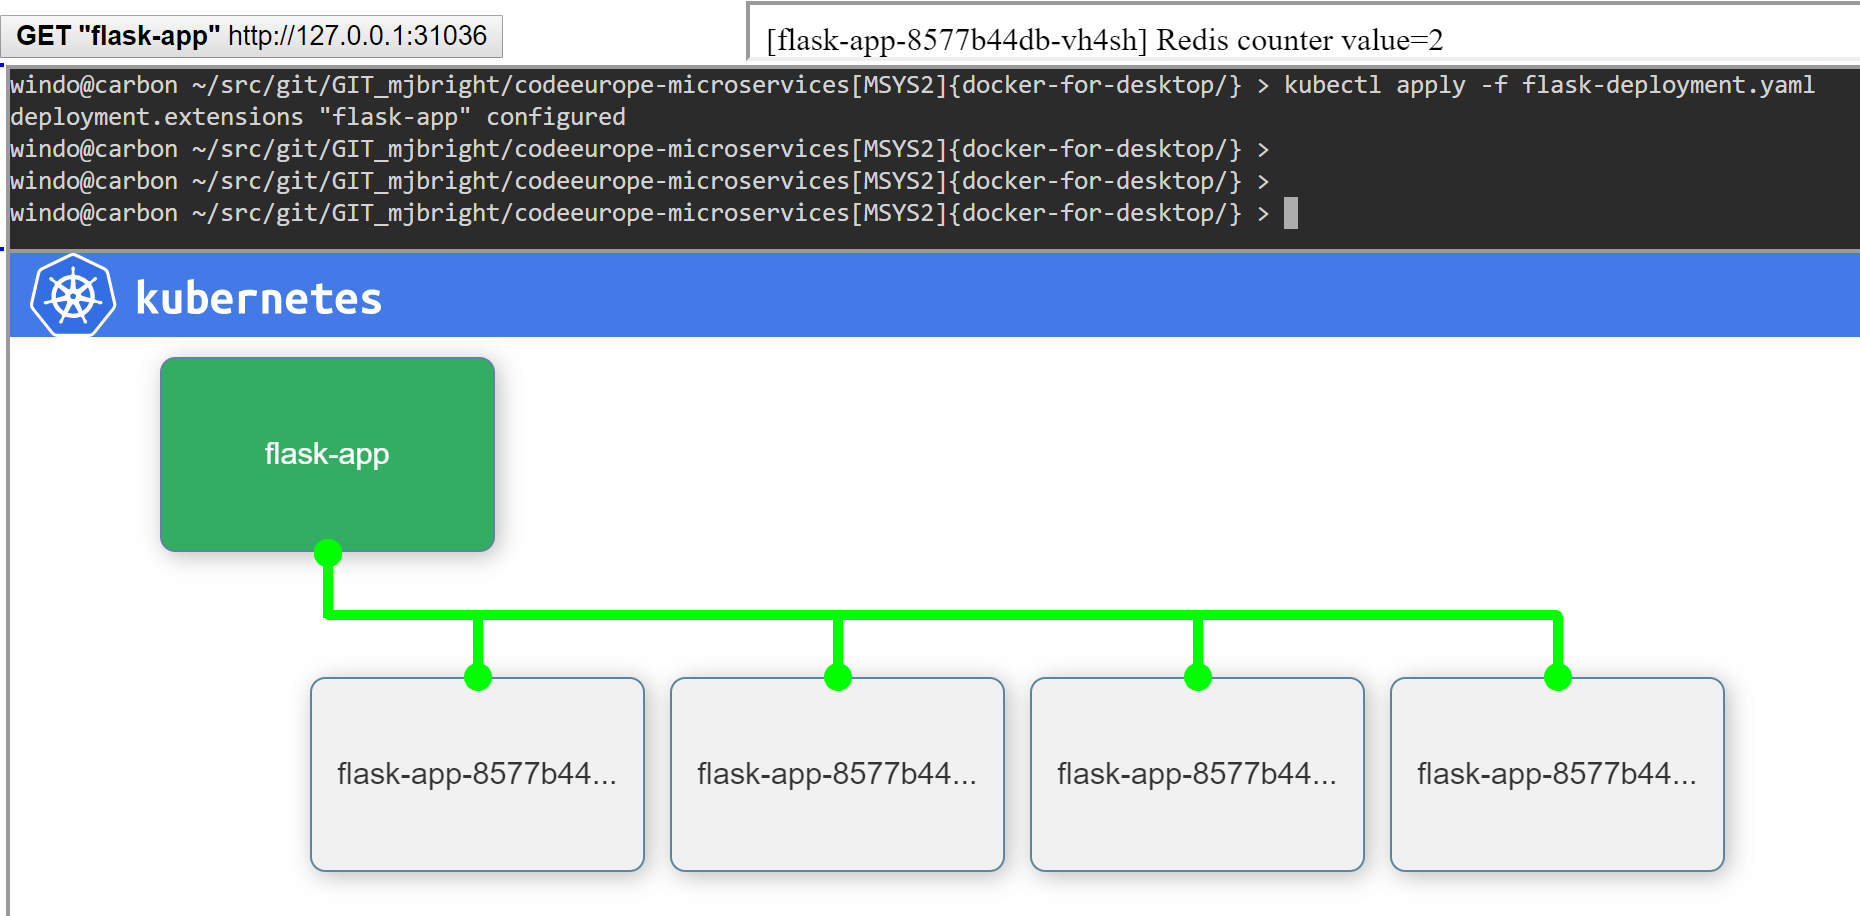 GET "flask-app" http://127.0.0.1:31036
[flask-app-8577b44db-vh4sh] Redis counter value=2
windo@carbon ~/src/git/GIT_mjbright/codeeurope-microservices[MSYS2]{docker-for-desktop/} > kubectl apply -f flask-deployment.yaml
deployment.extensions "flask-app" configured
windo@carbon ~/src/git/GIT_mjbright/codeeurope-microservices[MSYS2]{docker-for-desktop/} >
windo@carbon ~/src/git/GIT_mjbright/codeeurope-microservices[MSYS2]{docker-for-desktop/} >
windo@carbon ~/src/git/GIT_mjbright/codeeurope-microservices[MSYS2]{docker-for-desktop/} >
kubernetes
flask-app
flask-app-8577b44...
flask-app-8577b44...
flask-app-8577b44...
flask-app-8577b44...